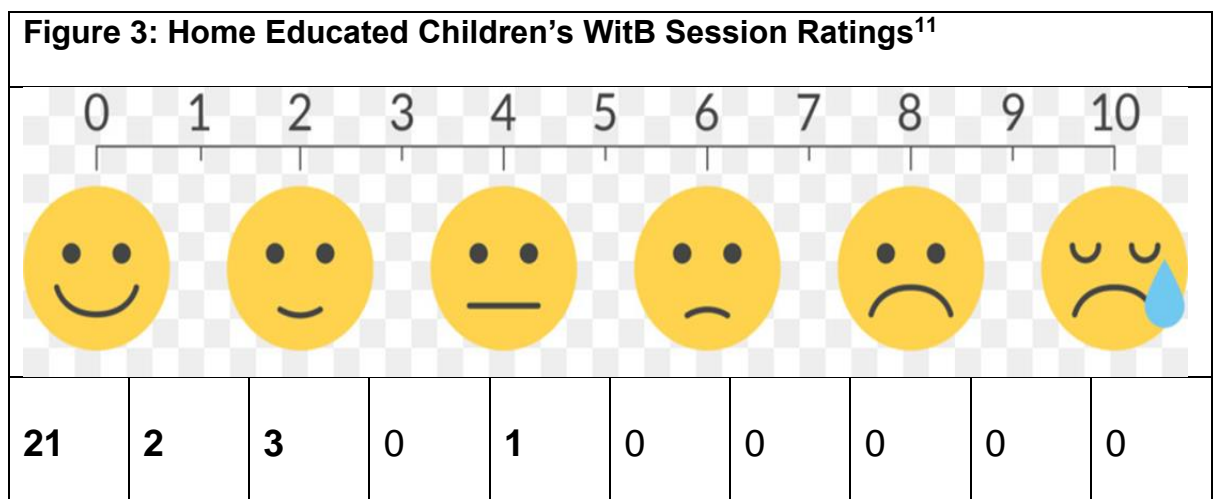 Figure 3: Home Educated Children’s WitB Session Ratings¹¹
0 1 2 3 4 5 6 7 8 9 10
21 2 3 0 1 0 0 0 0 0